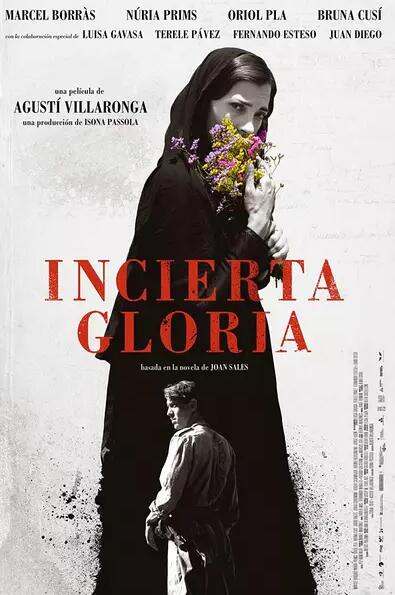 MARCEL BORRÀS NÚRIA PRIMS ORIOL PLA BRUNA CUSÍ
con la colaboración especial de LUISA GAVASA TERELE PÁVEZ FERNANDO ESTESO JUAN DIEGO
una película de
AGUSTÍ VILLARONGA
una producción de ISONA PASSOLA
INCIERTA
GLORIA
basada en la novela de JOAN SALES